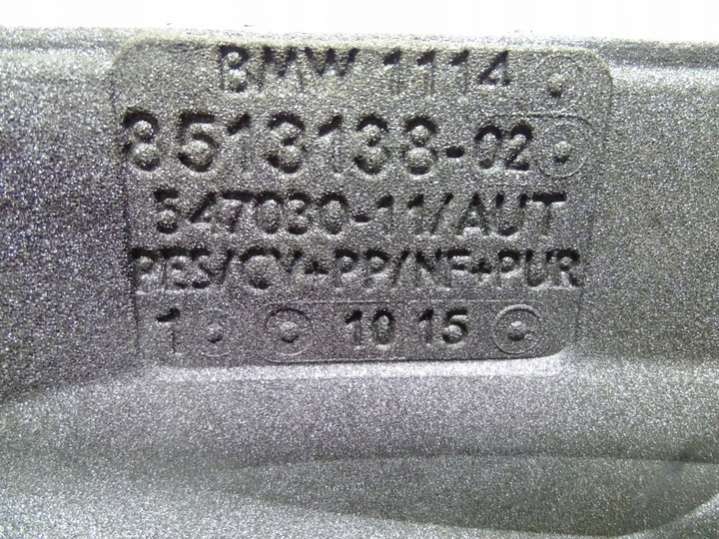 BMW 1114
8513138-02
547030-11/AUT
PES/CV+PP/NF+PUR
1 10 15